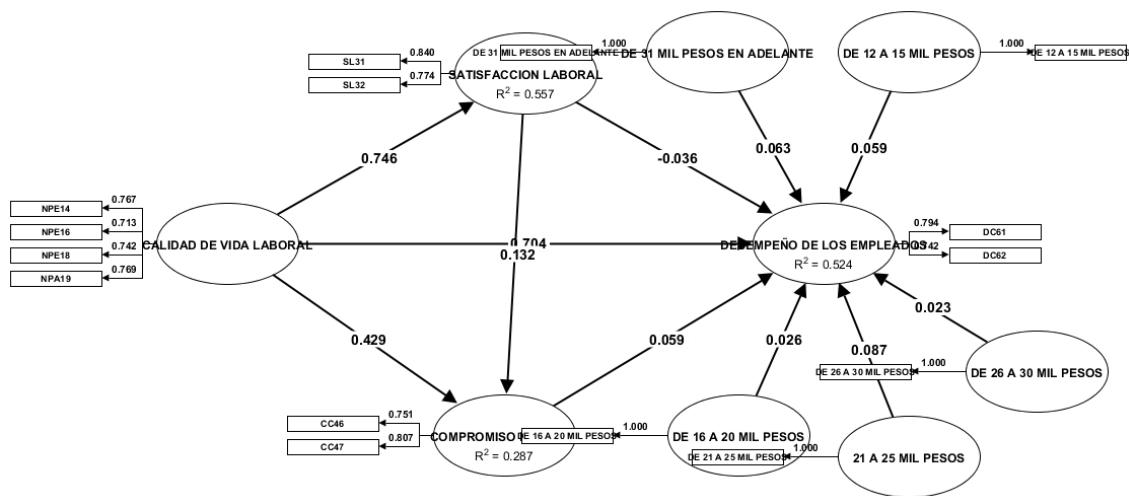 DE 31 MIL PESOS EN ADELANTE
1.000
DE 31 MIL PESOS EN ADELANTE
DE 12 A 15 MIL PESOS
1.000
DE 12 A 15 MIL PESOS
SL31
0.840
SL32
0.774
SATISFACCION LABORAL
R² = 0.557
0.746
-0.036
0.063
0.059
NPE14
0.767
NPE16
0.713
NPE18
0.742
NPA19
0.769
CALIDAD DE VIDA LABORAL
0.704
0.132
DESEMPEÑO DE LOS EMPLEADOS
R² = 0.524
0.794
DC61
0.742
DC62
0.429
0.059
0.026
0.087
0.023
DE 26 A 30 MIL PESOS
1.000
DE 26 A 30 MIL PESOS
CC46
0.751
CC47
0.807
COMPROMISO
R² = 0.287
DE 16 A 20 MIL PESOS
1.000
DE 16 A 20 MIL PESOS
DE 21 A 25 MIL PESOS
1.000
21 A 25 MIL PESOS